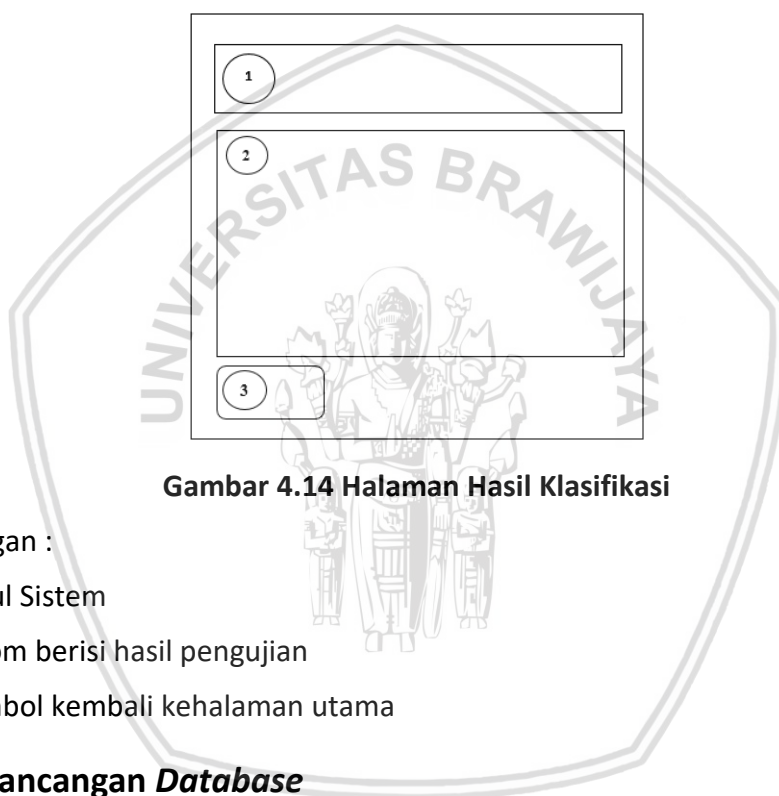 1
2
UNIVERSITAS BRAWIJAYA
3
Gambar 4.14 Halaman Hasil Klasifikasi
gan :
ul Sistem
om berisi hasil pengujian
bol kembali kehalaman utama
ancangan Database